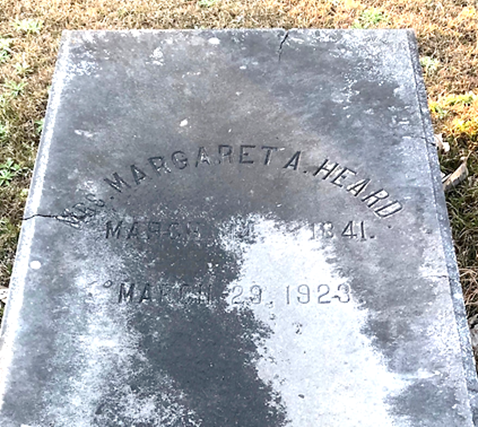 MRS. MARGARET A. HEARD.
MARCH 1841.
MARCH 29, 1923